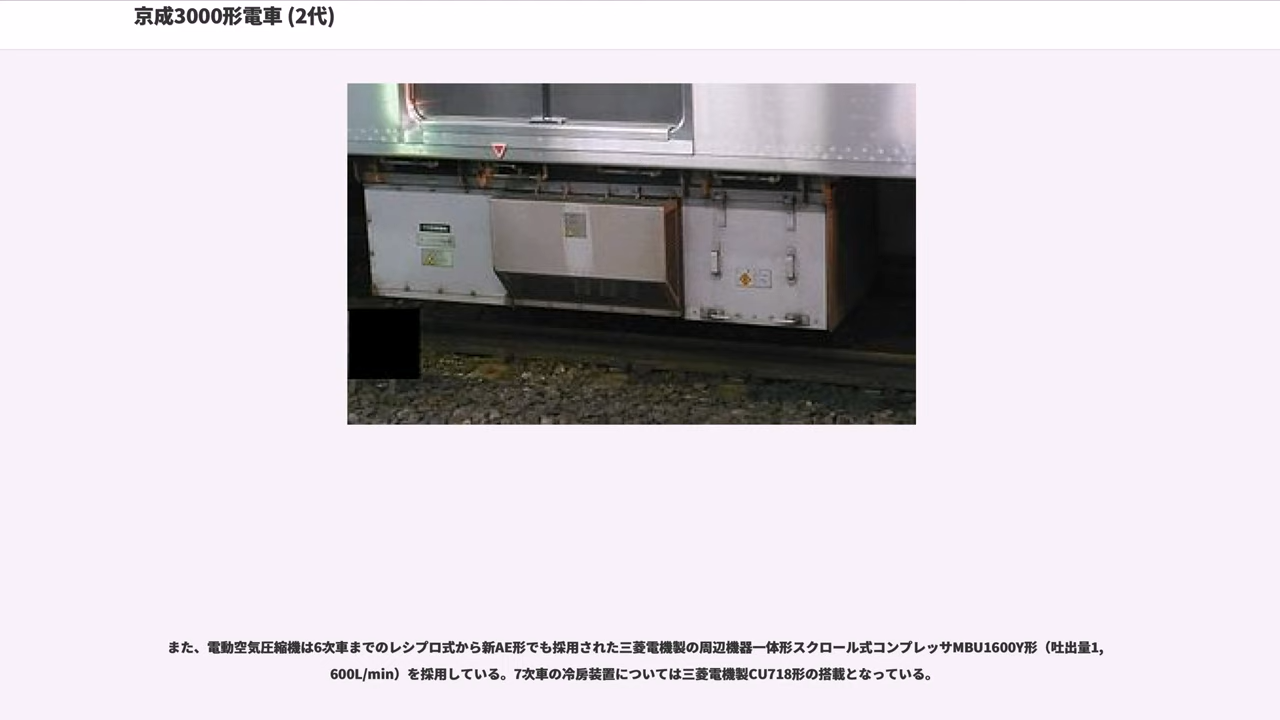 京成3000形電車 (2代)
また、電動空気圧縮機は6次車までのレシプロ式から新AE形でも採用された三菱電機製の周辺機器一体形スクロール式コンプレッサMBU1600Y形（吐出量1,
600L/min）を採用している。7次車の冷房装置については三菱電機製CU718形の搭載となっている。